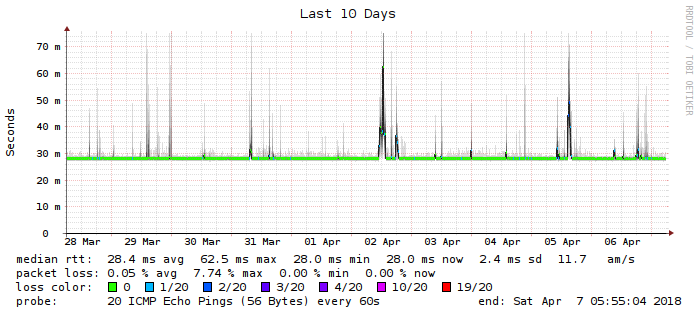 Last 10 Days
RRDTOOL / TOBI OETIKER
Seconds
70 m
60 m
50 m
40 m
30 m
20 m
10 m
0
28 Mar 29 Mar 30 Mar 31 Mar 01 Apr 02 Apr 03 Apr 04 Apr 05 Apr 06 Apr
median rtt: 28.4 ms avg 62.5 ms max 28.0 ms min 28.0 ms now 2.4 ms sd 11.7 am/s
packet loss: 0.05 % avg 7.74 % max 0.00 % min 0.00 % now
loss color: 0 1/20 2/20 3/20 4/20 10/20 19/20
probe: 20 ICMP Echo Pings (56 Bytes) every 60s end: Sat Apr 7 05:55:04 2018